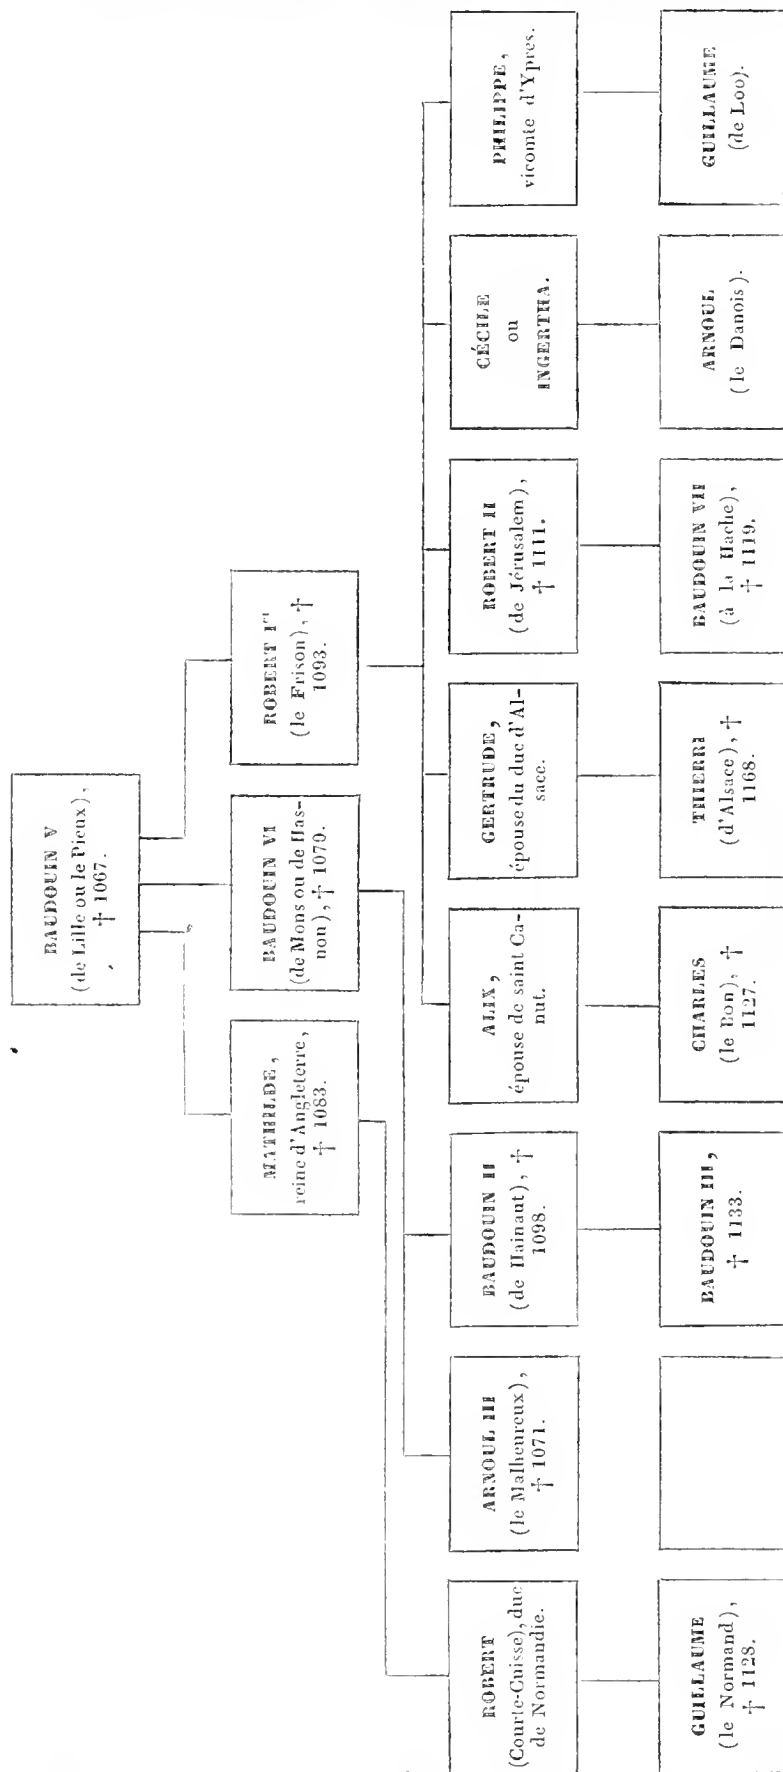 BAUDOUIN V
(de Lille ou le Pieux),
† 1067.
MATHILDE,
reine d'Angleterre,
† 1083.
BAUDOUIN VI
(de Mons ou de Has-
non), † 1070.
ROBERT Ier
(le Frison), †
1093.
ROBERT
(Courte-Cuisse), duc
de Normandie.
ARNOUL III
(le Malheureux),
† 1071.
BAUDOUIN II
(de Hainaut), †
1098.
ALIX,
épouse de saint Ca-
nut.
GERTRUDE,
épouse du duc d'Al-
sace.
ROBERT II
(de Jérusalem),
† 1111.
CÉCILE
ou
INGERTHA.
PHILIPPE,
vicomte d'Ypres.
GUILLAUME
(le Normand),
† 1128.
BAUDOUIN III,
† 1133.
CHARLES
(le Bon), †
1127.
THIERRI
(d'Alsace), †
1168.
BAUDOUIN VII
(à la Hache),
† 1119.
ARNOUL
(le Danois).
GUILLAUME
(de Loo).